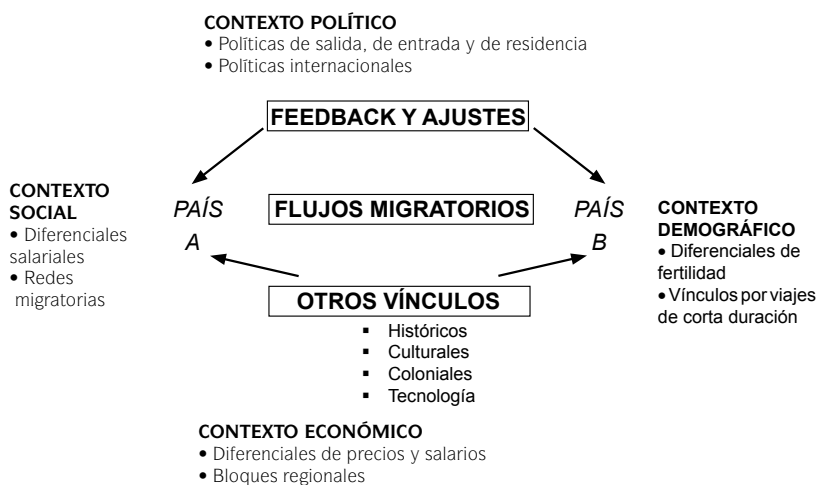 CONTEXTO POLÍTICO
• Políticas de salida, de entrada y de residencia
• Políticas internacionales
FEEDBACK Y AJUSTES
CONTEXTO
SOCIAL
• Diferenciales
salariales
• Redes
migratorias
PAÍS
A
FLUJOS MIGRATORIOS
PAÍS
B
CONTEXTO
DEMOGRÁFICO
• Diferenciales de
fertilidad
• Vínculos por viajes
de corta duración
OTROS VÍNCULOS
▪ Históricos
▪ Culturales
▪ Coloniales
▪ Tecnología
CONTEXTO ECONÓMICO
• Diferenciales de precios y salarios
• Bloques regionales